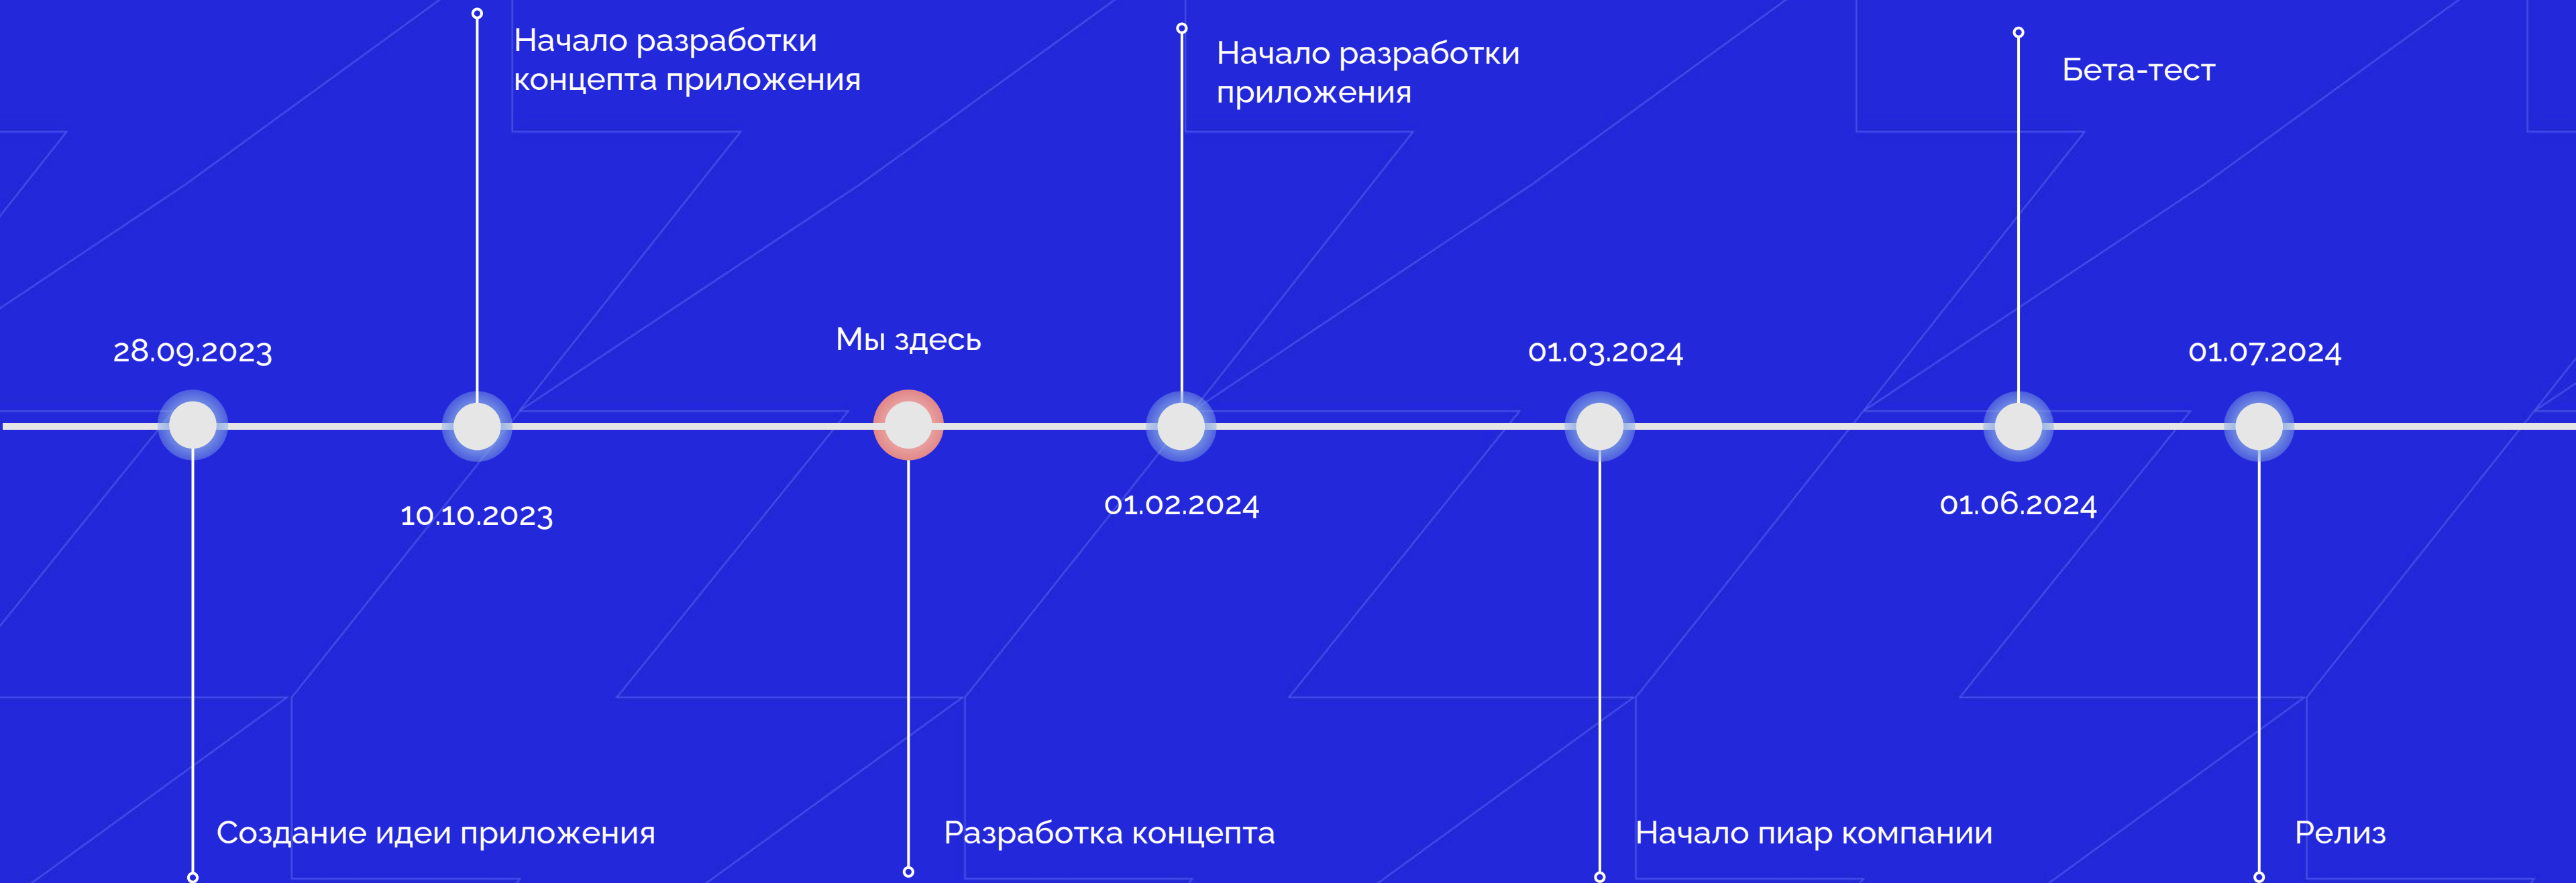 Начало разработки
концепта приложения
Начало разработки
приложения
Бета-тест
28.09.2023
Мы здесь
01.03.2024
01.07.2024
10.10.2023
01.02.2024
01.06.2024
Создание идеи приложения
Разработка концепта
Начало пиар компании
Релиз